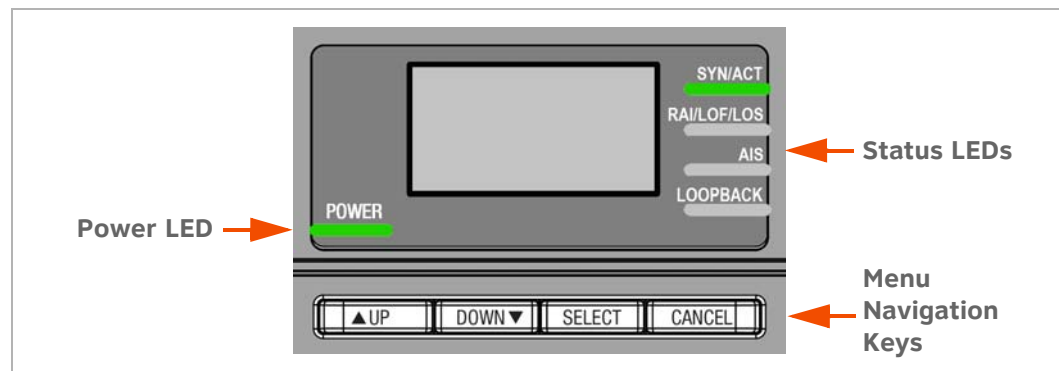 SYN/ACT
RAI/LOF/LOS
AIS
LOOPBACK
Status LEDs
POWER
Power LED
▲UP
DOWN▼
SELECT
CANCEL
Menu
Navigation
Keys